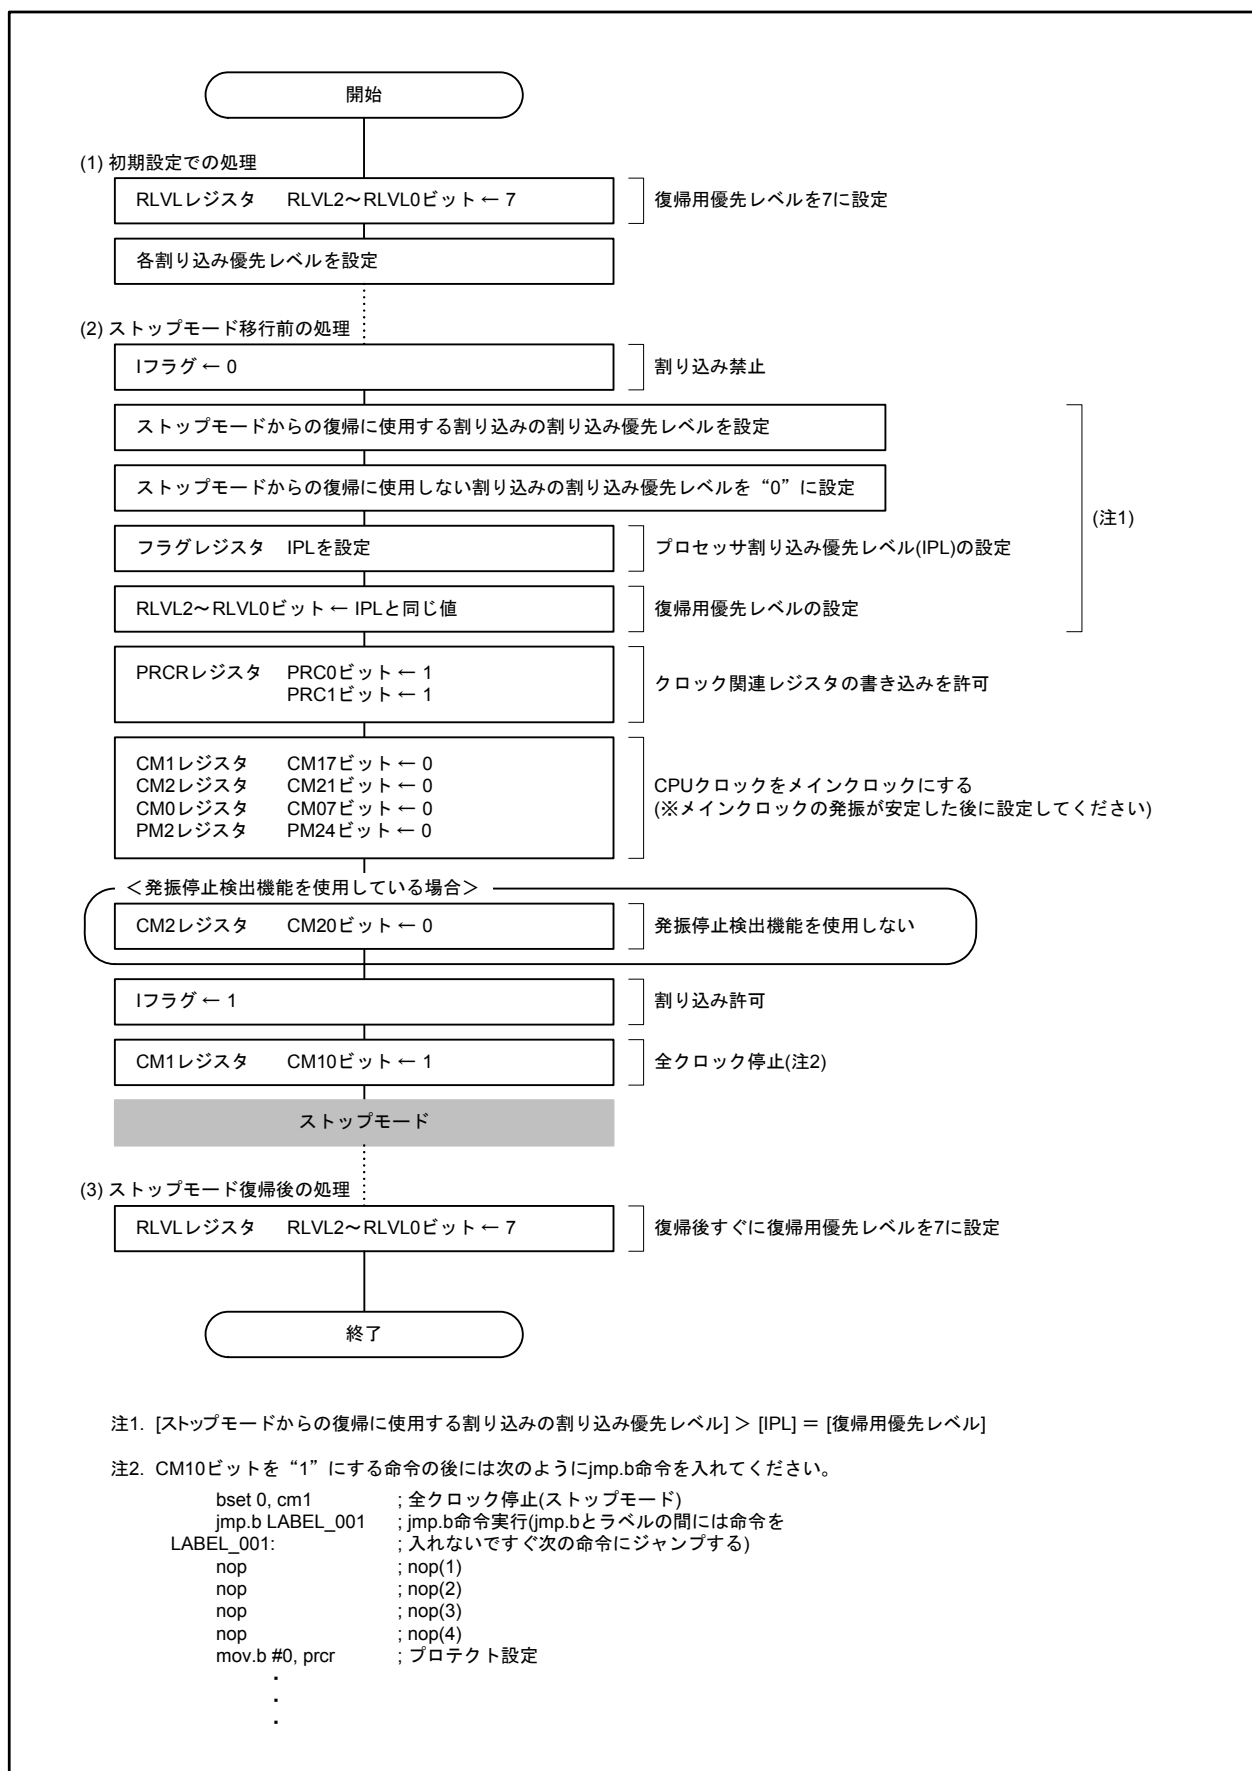 開始
(1) 初期設定での処理
RLVLレジスタ RLVL2～RLVL0ビット ← 7 復帰用優先レベルを7に設定
各割り込み優先レベルを設定
(2) ストップモード移行前の処理
Iフラグ ← 0 割り込み禁止
ストップモードからの復帰に使用する割り込みの割り込み優先レベルを設定
ストップモードからの復帰に使用しない割り込みの割り込み優先レベルを“0”に設定
(注1)
フラグレジスタ IPLを設定 プロセッサ割り込み優先レベル(IPL)の設定
RLVL2～RLVL0ビット ← IPLと同じ値 復帰用優先レベルの設定
PRCRレジスタ PRC0ビット ← 1
PRC1ビット ← 1
クロック関連レジスタの書き込みを許可
CM1レジスタ CM17ビット ← 0
CM2レジスタ CM21ビット ← 0
CM0レジスタ CM07ビット ← 0
PM2レジスタ PM24ビット ← 0
CPUクロックをメインクロックにする
(※メインクロックの発振が安定した後に設定してください)
＜発振停止検出機能を使用している場合＞
CM2レジスタ CM20ビット ← 0 発振停止検出機能を使用しない
Iフラグ ← 1 割り込み許可
CM1レジスタ CM10ビット ← 1 全クロック停止(注2)
ストップモード
(3) ストップモード復帰後の処理
RLVLレジスタ RLVL2～RLVL0ビット ← 7 復帰後すぐに復帰用優先レベルを7に設定
終了
注1. [ストップモードからの復帰に使用する割り込みの割り込み優先レベル] ＞ [IPL] ＝ [復帰用優先レベル]
注2. CM10ビットを“1”にする命令の後には次のようにjmp.b命令を入れてください。
bset 0, cm1 ; 全クロック停止(ストップモード)
jmp.b LABEL_001 ; jmp.b命令実行(jmp.bとラベルの間には命令を
LABEL_001: ; 入れないですぐ次の命令にジャンプする)
nop ; nop(1)
nop ; nop(2)
nop ; nop(3)
nop ; nop(4)
mov.b #0, prcr ; プロテクト設定
・
・
・